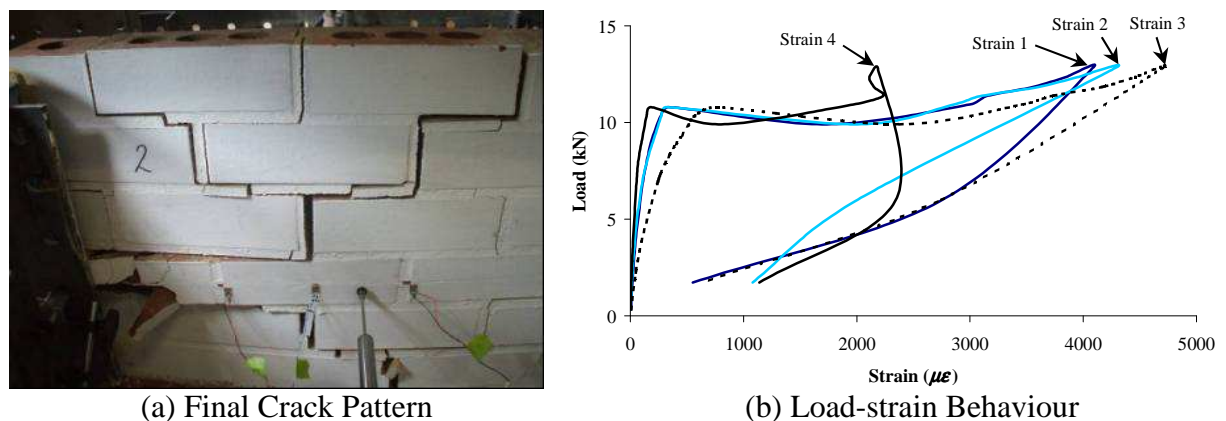 2
(a) Final Crack Pattern
15
10
5
0
Load (kN)
Strain 4
Strain 1
Strain 2
Strain 3
0 1000 2000 3000 4000 5000
Strain (με)
(b) Load-strain Behaviour